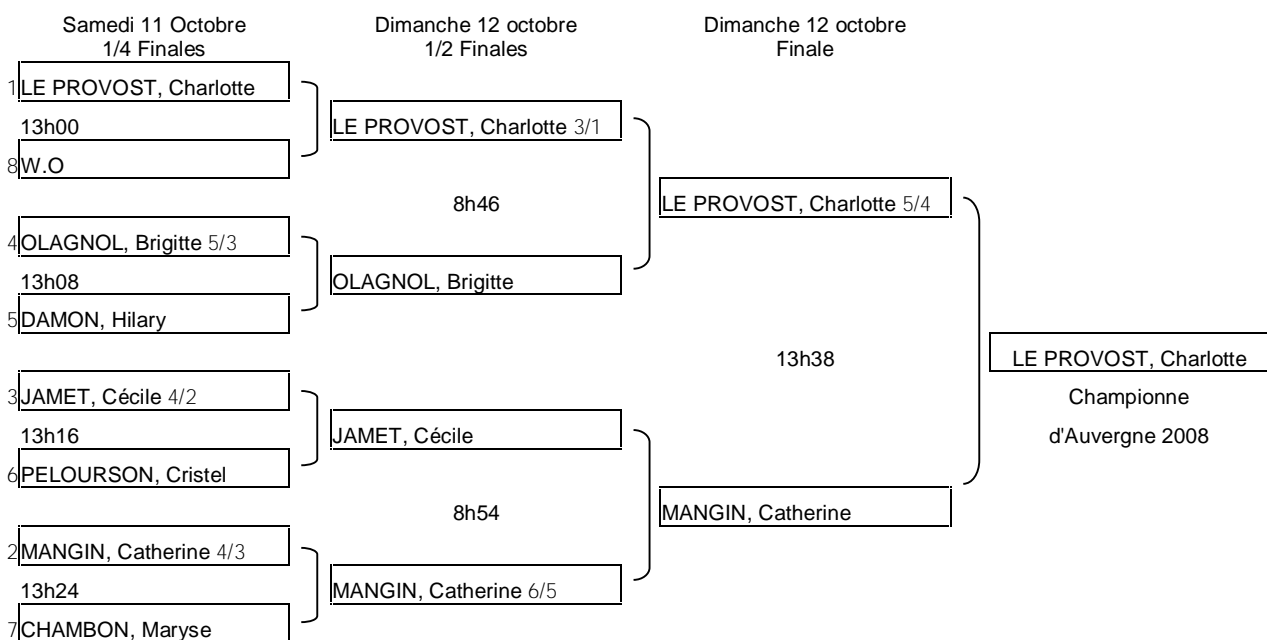 Samedi 11 Octobre
1/4 Finales
Dimanche 12 octobre
1/2 Finales
Dimanche 12 octobre
Finale
1 LE PROVOST, Charlotte
13h00
8 W.O
LE PROVOST, Charlotte 3/1
8h46
LE PROVOST, Charlotte 5/4
4 OLAGNOL, Brigitte 5/3
13h08
5 DAMON, Hilary
OLAGNOL, Brigitte
13h38
LE PROVOST, Charlotte
Championne
d'Auvergne 2008
3 JAMET, Cécile 4/2
13h16
6 PELOURSON, Cristel
JAMET, Cécile
8h54
MANGIN, Catherine
2 MANGIN, Catherine 4/3
13h24
7 CHAMBON, Maryse
MANGIN, Catherine 6/5